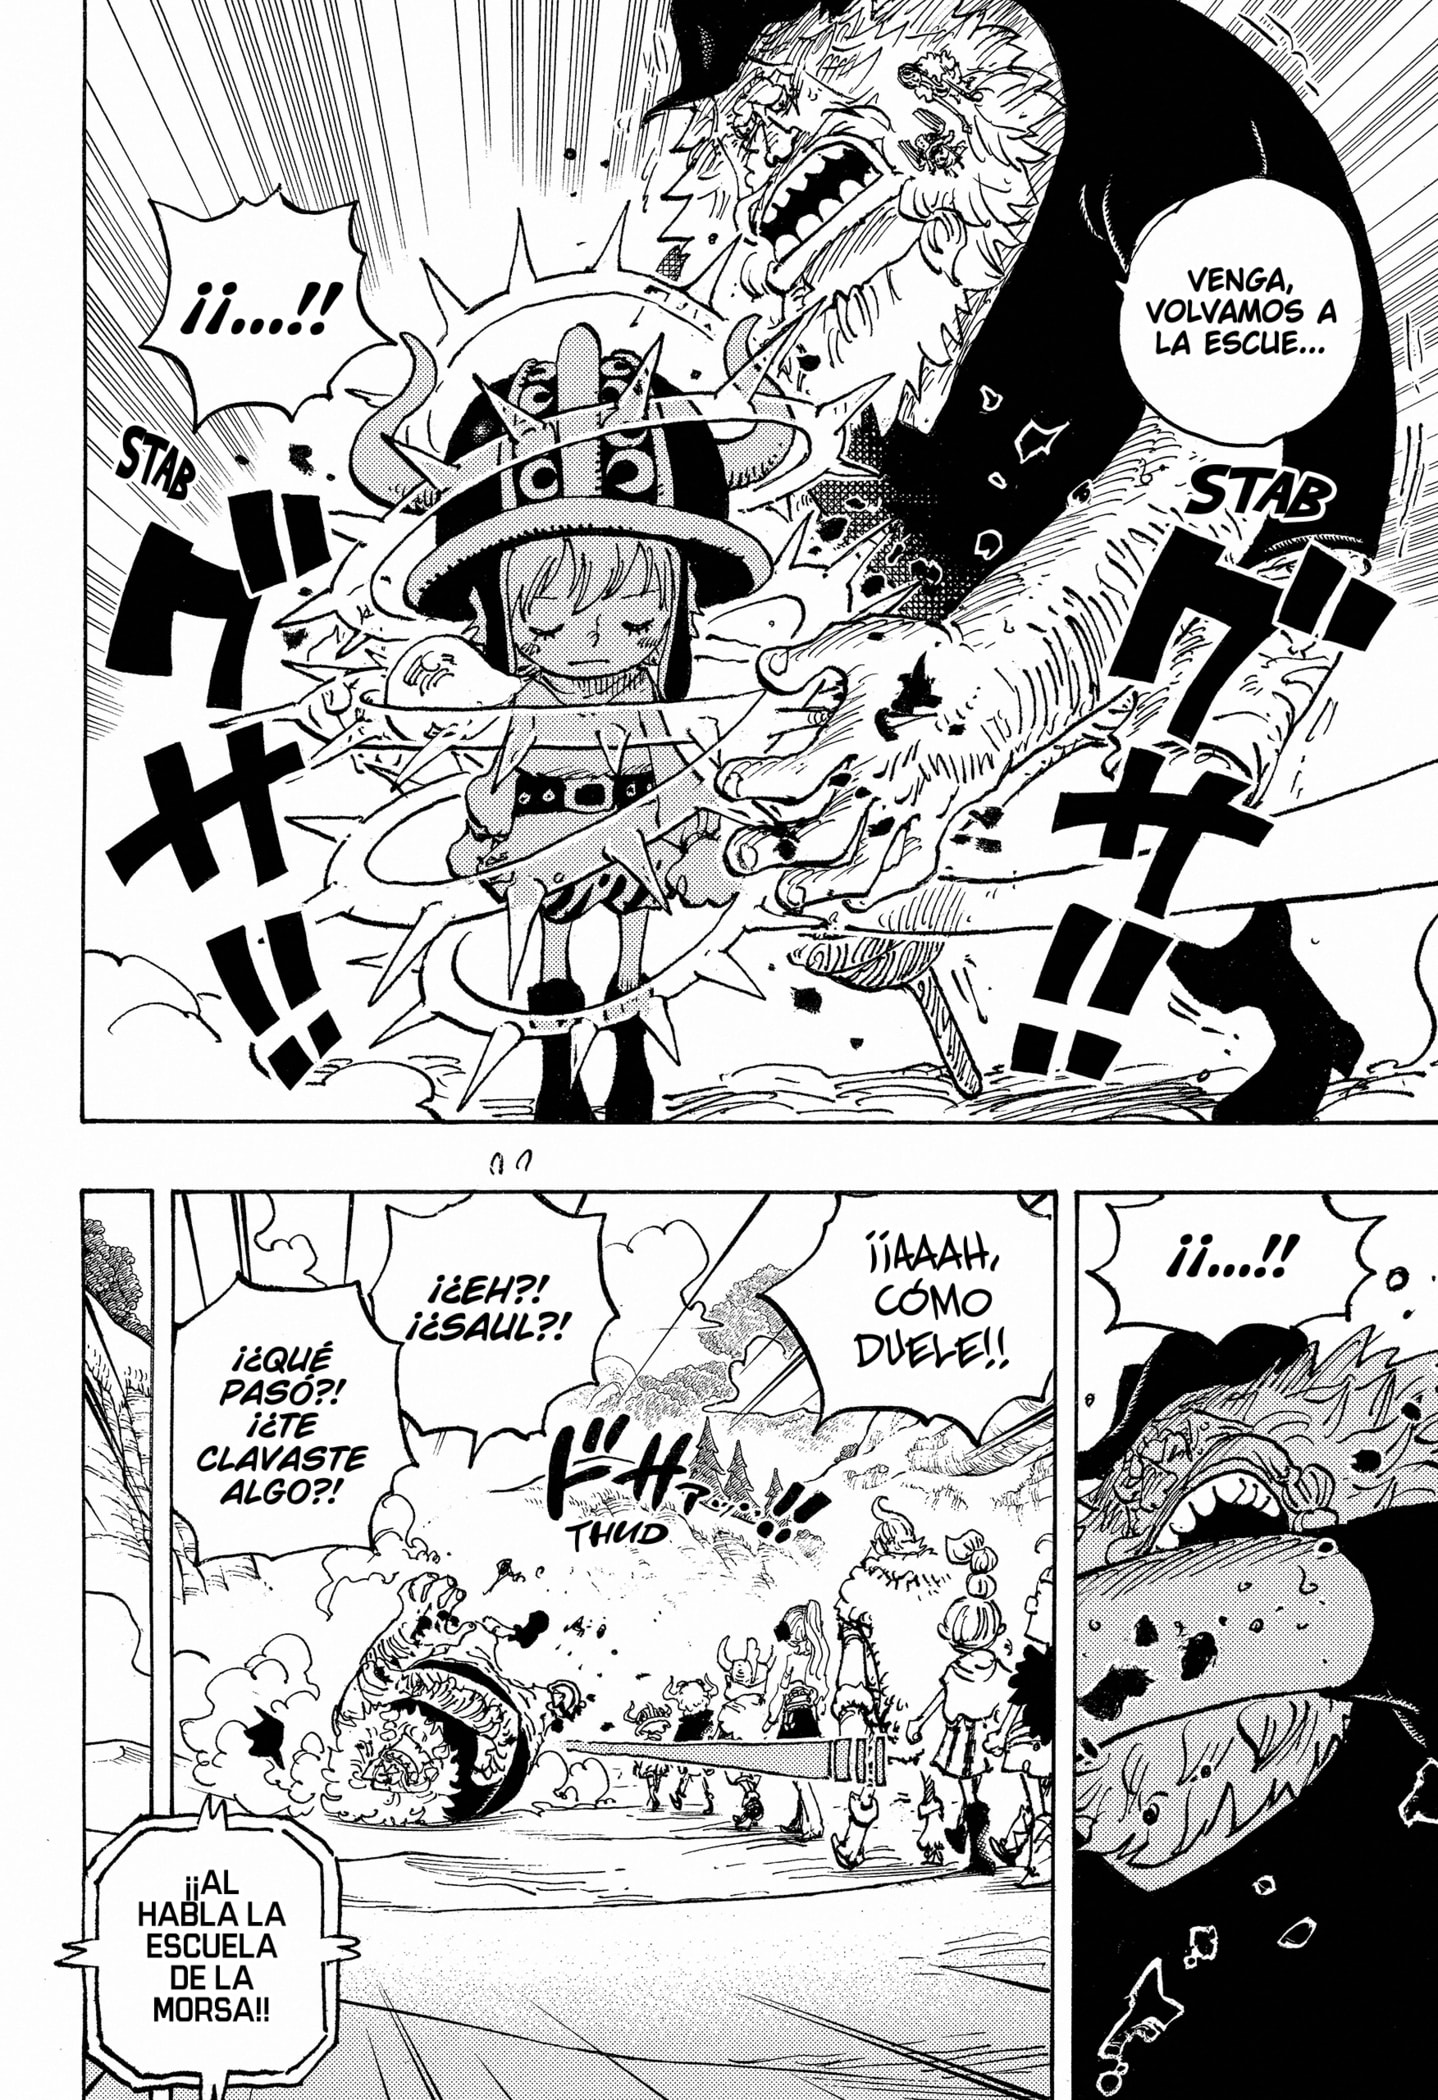 VENGA,
VOLVAMOS A
LA ESCUE...
¡¡...!!
STAB
グサ!!
STAB
グサ!!
¡¡...!!
¡¡AAAH,
CÓMO
DUELE!!
¡¿EH?!
¡¿SAUL?!
¡¿QUÉ
PASÓ?!
¡¿TE
CLAVASTE
ALGO?!
ドサァッ…!!
THUD
¡¡AL
HABLA LA
ESCUELA
DE LA
MORSA!!